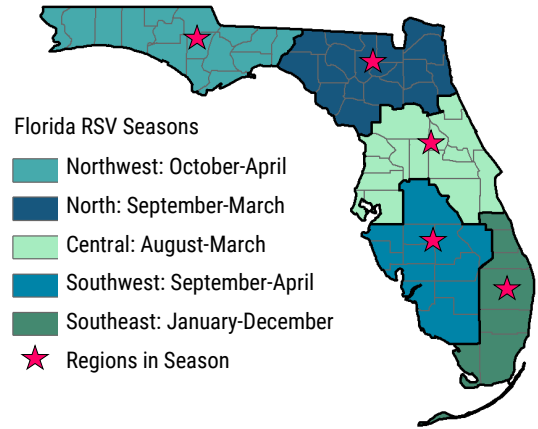 Florida RSV Seasons
Northwest: October-April
North: September-March
Central: August-March
Southwest: September-April
Southeast: January-December
Regions in Season